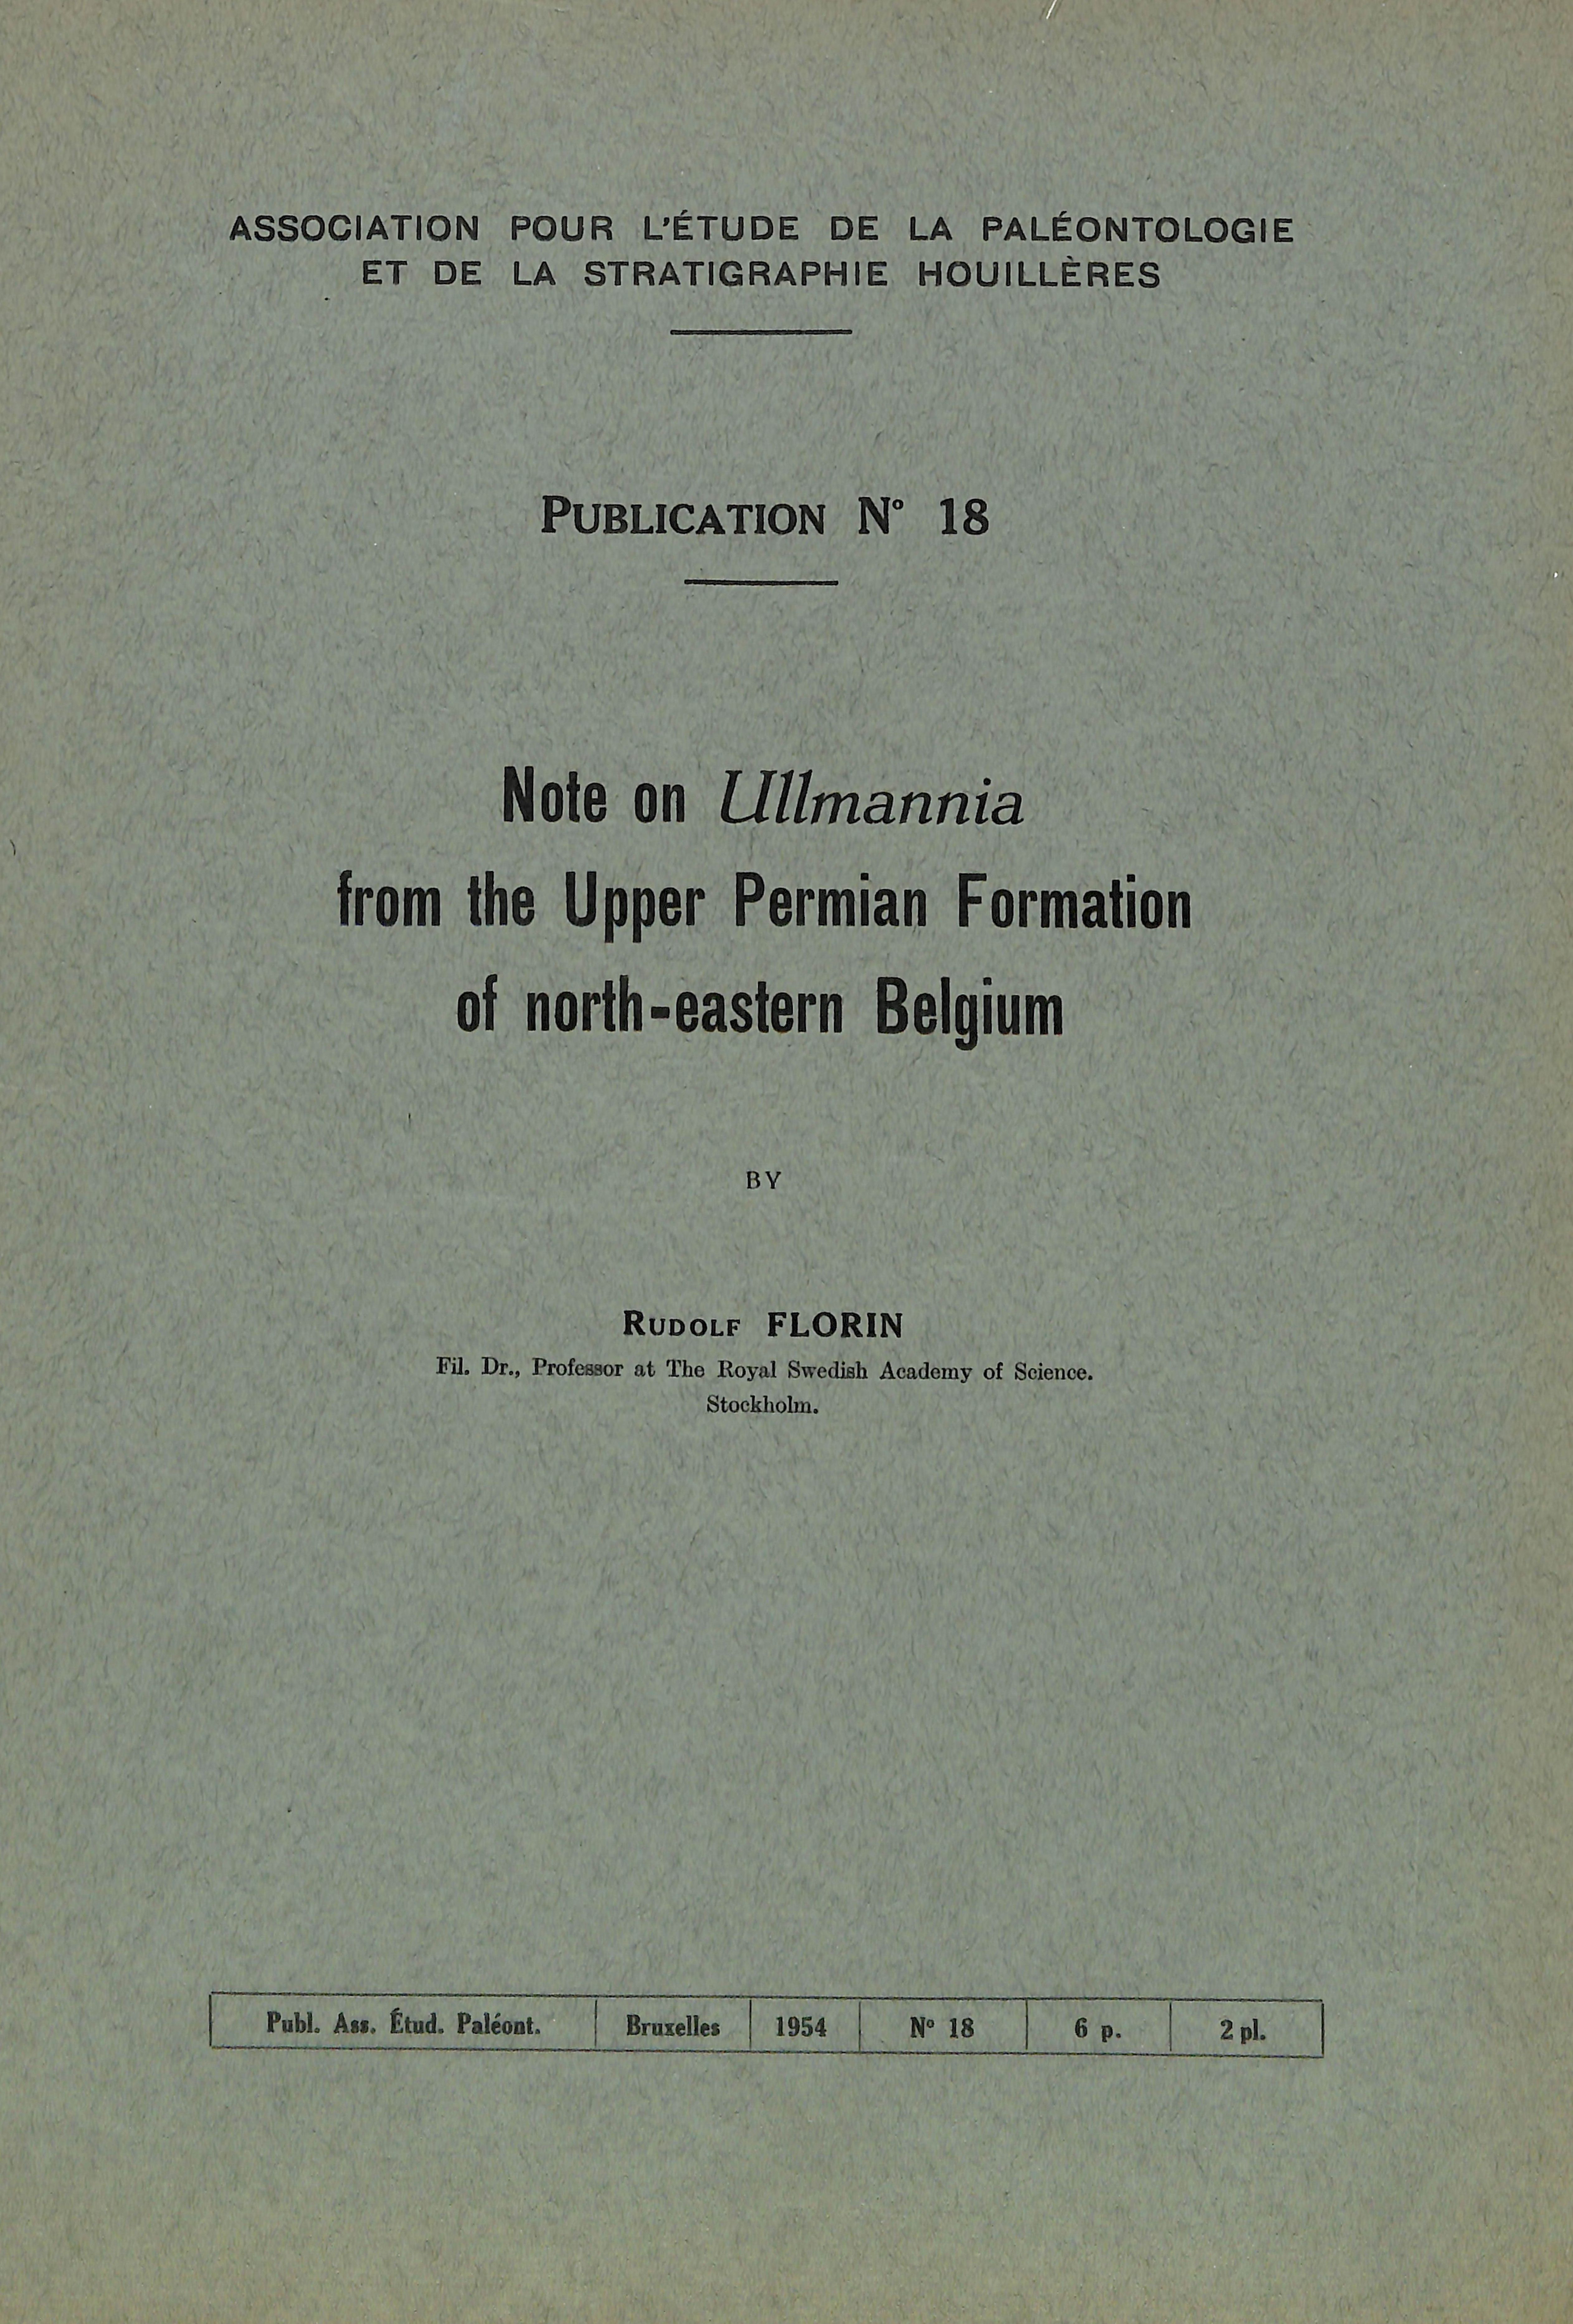 ASSOCIATION POUR L'ÉTUDE DE LA PALÉONTOLOGIE
ET DE LA STRATIGRAPHIE HOUILLÈRES
PUBLICATION N° 18
Note on Ullmannia
from the Upper Permian Formation
of north-eastern Belgium
BY
RUDOLF FLORIN
Fil. Dr., Professor at The Royal Swedish Academy of Science.
Stockholm.
Publ. Ass. Étud. Paléont. Bruxelles 1954 N° 18 6 p. 2 pl.